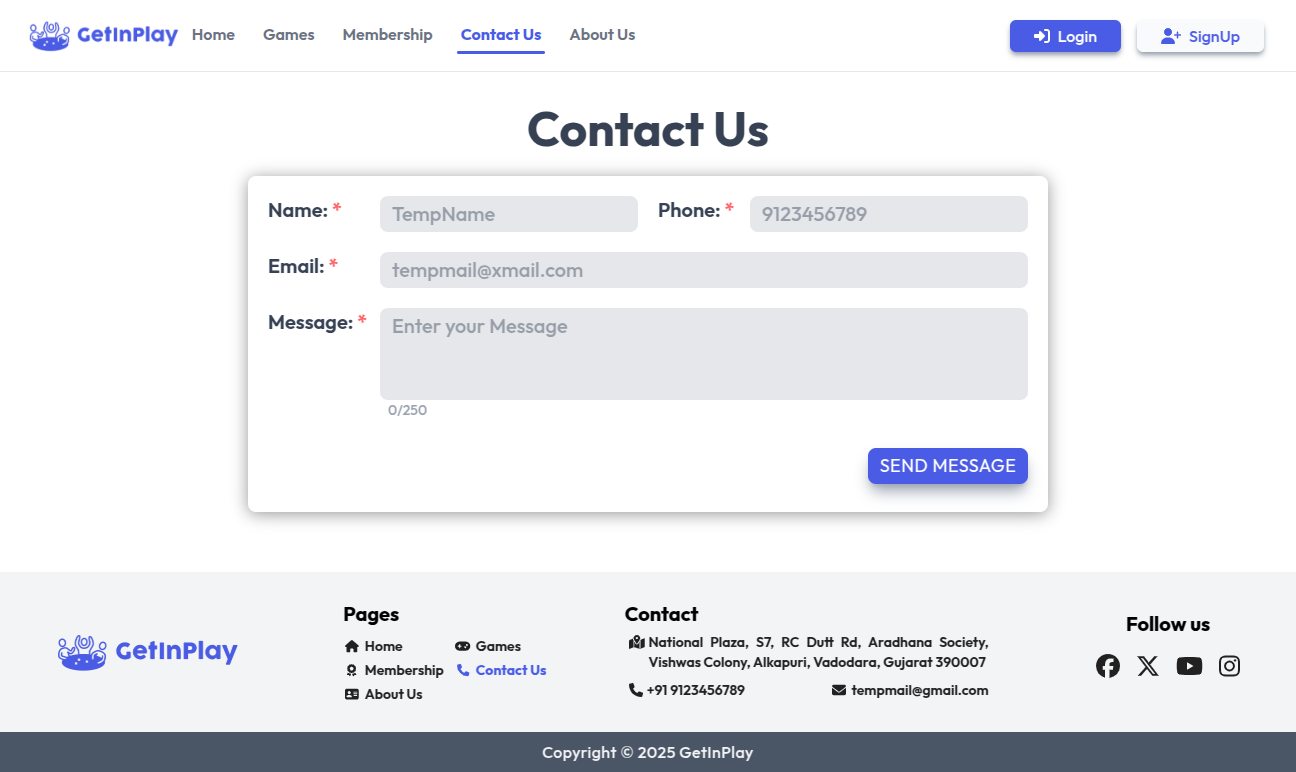 GetInPlay Home Games Membership Contact Us About Us Login SignUp
Contact Us
Name: * TempName Phone: * 9123456789
Email: * tempmail@xmail.com
Message: * Enter your Message
0/250
SEND MESSAGE
GetInPlay
Pages
Home Games
Membership Contact Us
About Us
Contact
National Plaza, S7, RC Dutt Rd, Aradhana Society,
Vishwas Colony, Alkapuri, Vadodara, Gujarat 390007
+91 9123456789 tempmail@gmail.com
Follow us
Copyright © 2025 GetInPlay